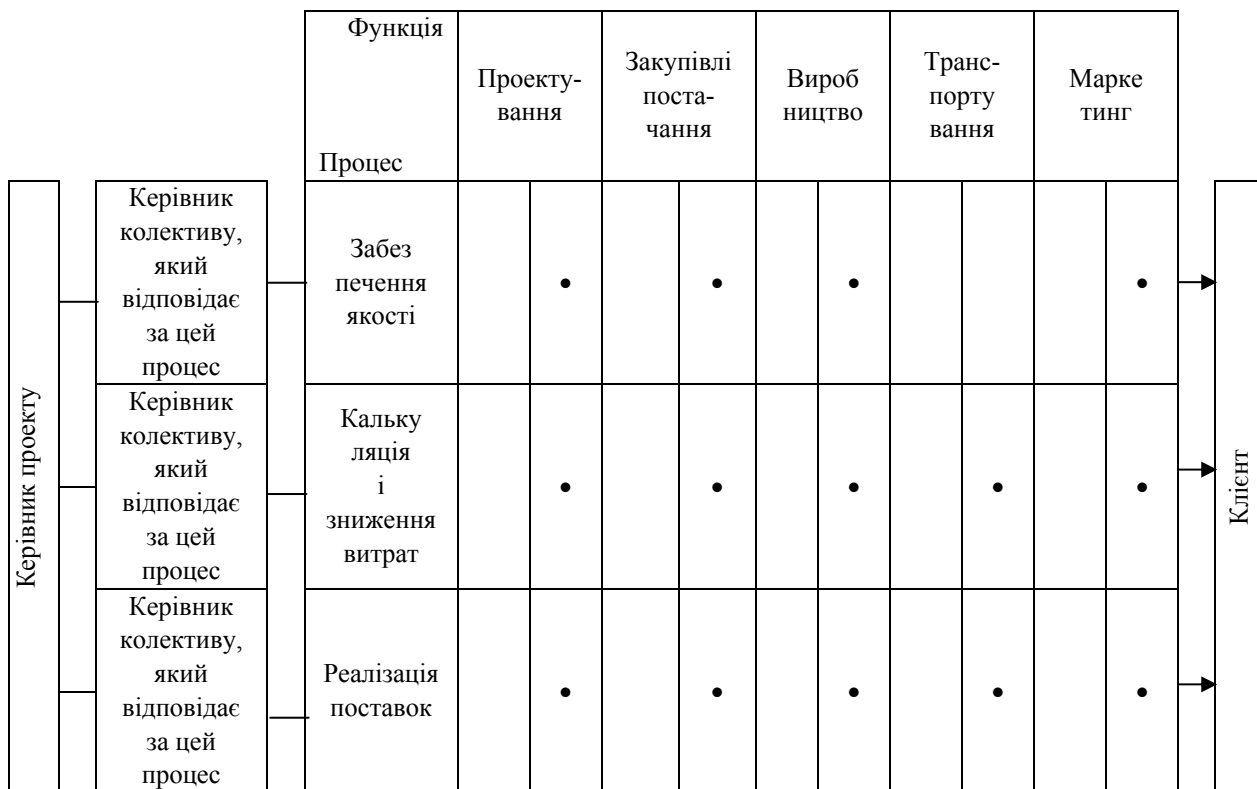 Функція
Процес
Проекту-
вання
Закупівлі
поста-
чання
Вироб
ництво
Транс-
порту
вання
Марке
тинг
Керівник проекту
Керівник
колективу,
який
відповідає
за цей
процес
Забез
печення
якості
•
•
•
•
Керівник
колективу,
який
відповідає
за цей
процес
Кальку
ляція
і
зниження
витрат
•
•
•
•
•
Керівник
колективу,
який
відповідає
за цей
процес
Реалізація
поставок
•
•
•
•
•
Клієнт